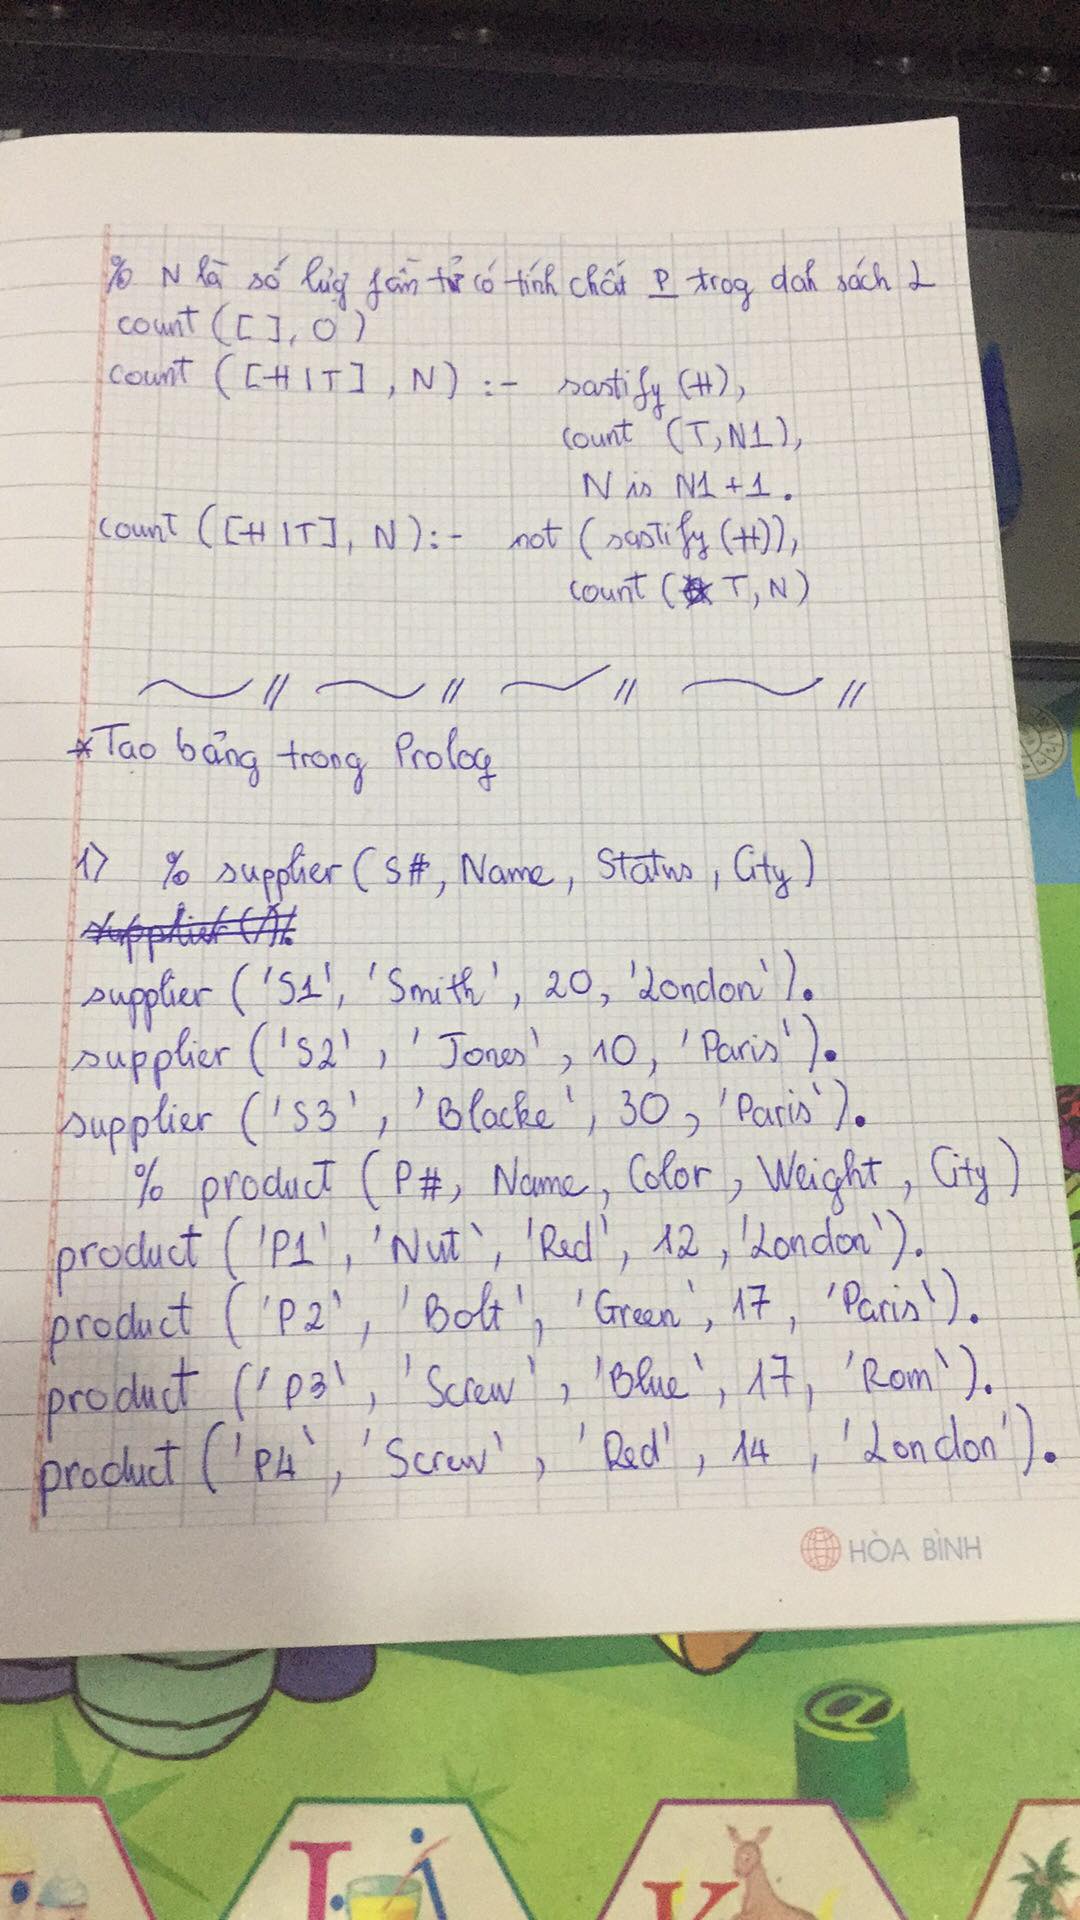 % N là số lượg fần tử có tính chất P trog dah sách L
count ([], 0)
count ([H|T], N) :- sastify (H),
count (T, N1),
N is N1 + 1.
count ([H|T], N) :- not (sastify (H)),
count (T, N)
*Tao bảng trong Prolog
1) % supplier (S#, Name, Status, City)
supplier ('S1', 'Smith', 20, 'London').
supplier ('S2', 'Jones', 10, 'Paris').
supplier ('S3', 'Blacke', 30, 'Paris').
% product (P#, Name, Color, Weight, City)
product ('P1', 'Nut', 'Red', 12, 'London').
product ('P2', 'Bolt', 'Green', 17, 'Paris').
product ('P3', 'Screw', 'Blue', 17, 'Rom').
product ('P4', 'Screw', 'Red', 14, 'London').
HÒA BÌNH
@
I i
K